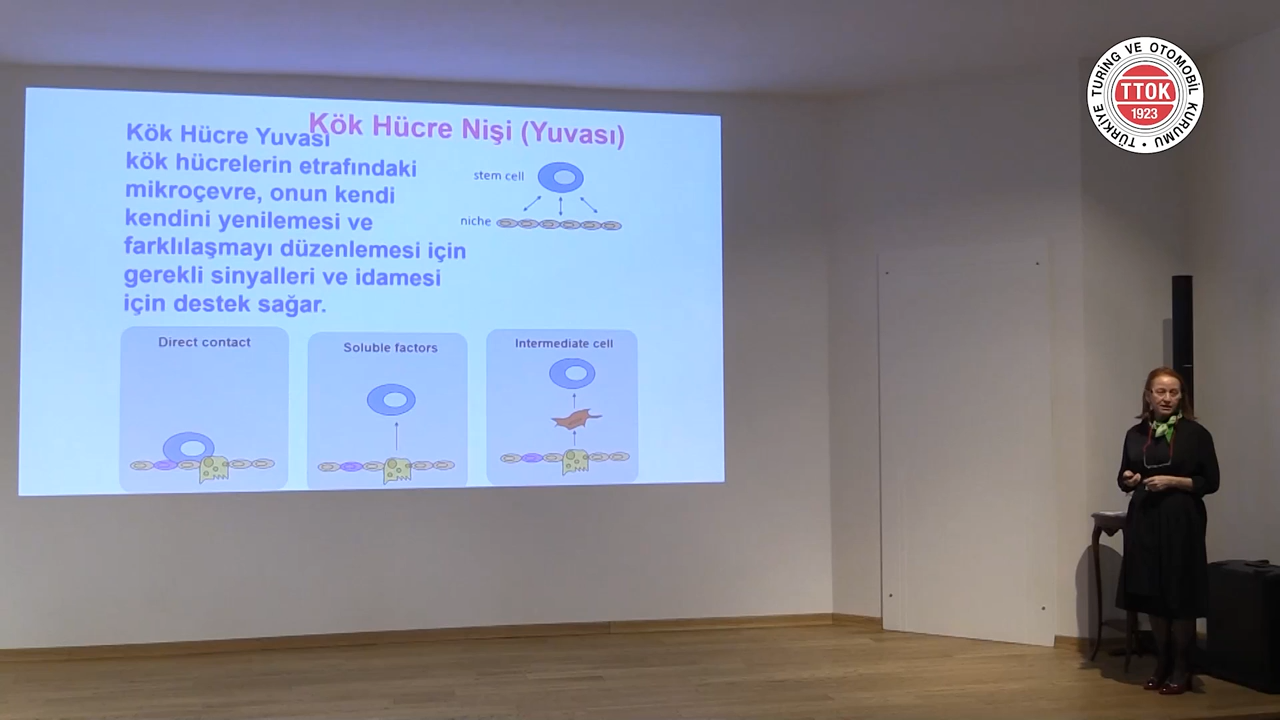 Kök Hücre Nişi (Yuvası)
Kök Hücre Yuvası
kök hücrelerin etrafındaki
mikroçevre, onun kendi
kendini yenilemesi ve
farklılaşmayı düzenlemesi için
gerekli sinyalleri ve idamesi
için destek sağar.
stem cell
niche
Direct contact
Soluble factors
Intermediate cell
TÜRKİYE TURİNG VE OTOMOBİL KURUMU
TTOK
1923